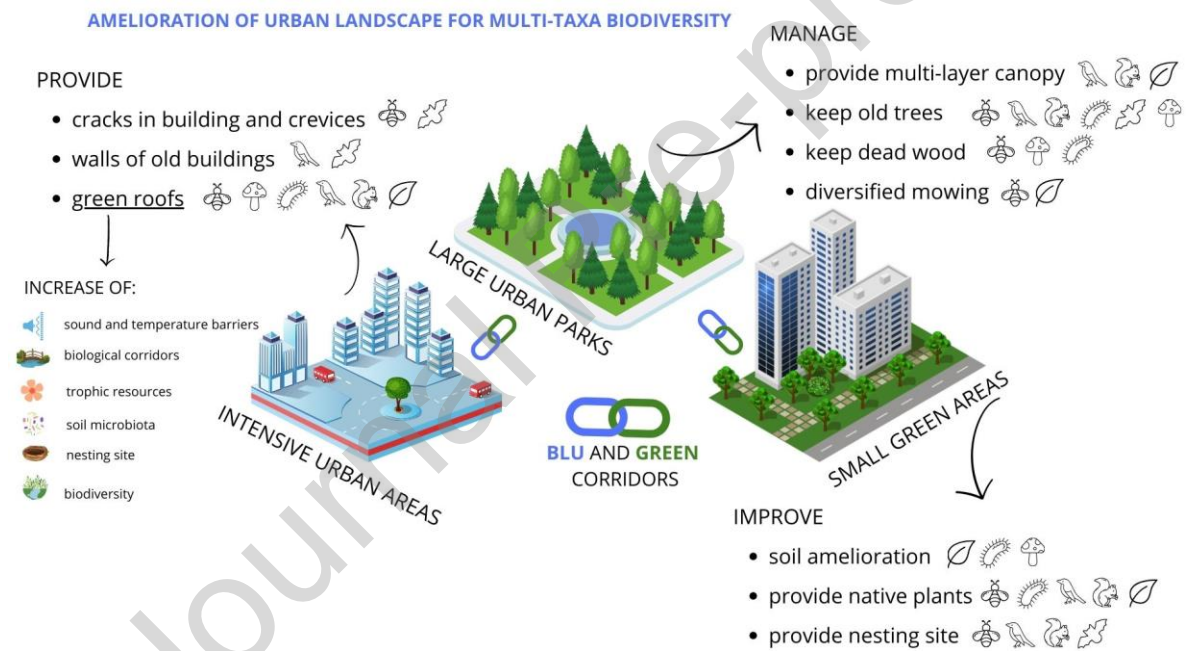 AMELIORATION OF URBAN LANDSCAPE FOR MULTI-TAXA BIODIVERSITY
PROVIDE
• cracks in building and crevices
• walls of old buildings
• green roofs
INCREASE OF:
sound and temperature barriers
biological corridors
trophic resources
soil microbiota
nesting site
biodiversity
MANAGE
• provide multi-layer canopy
• keep old trees
• keep dead wood
• diversified mowing
LARGE URBAN PARKS
INTENSIVE URBAN AREAS
BLU AND GREEN
CORRIDORS
SMALL GREEN AREAS
IMPROVE
• soil amelioration
• provide native plants
• provide nesting site
Journal Pre-pro